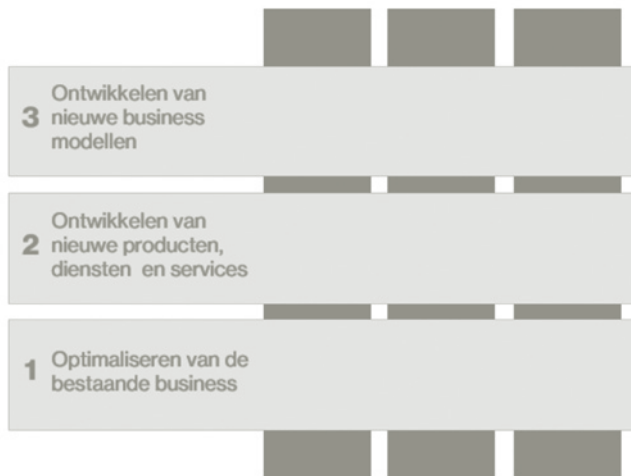 3
Ontwikkelen van
nieuwe business
modellen
2
Ontwikkelen van
nieuwe producten,
diensten en services
1
Optimaliseren van de
bestaande business